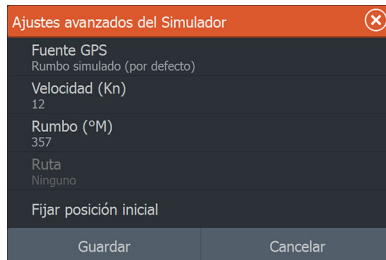 Ajustes avanzados del Simulador
Fuente GPS
Rumbo simulado (por defecto)
Velocidad (Kn)
12
Rumbo (°M)
357
Ruta
Ninguno
Fijar posición inicial
Guardar
Cancelar